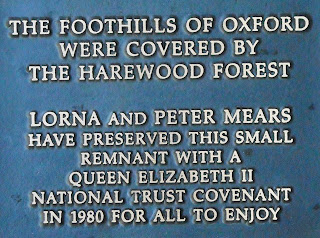 THE FOOTHILLS OF OXFORD
WERE COVERED BY
THE HAREWOOD FOREST
LORNA AND PETER MEARS
HAVE PRESERVED THIS SMALL
REMNANT WITH A
QUEEN ELIZABETH II
NATIONAL TRUST COVENANT
IN 1980 FOR ALL TO ENJOY